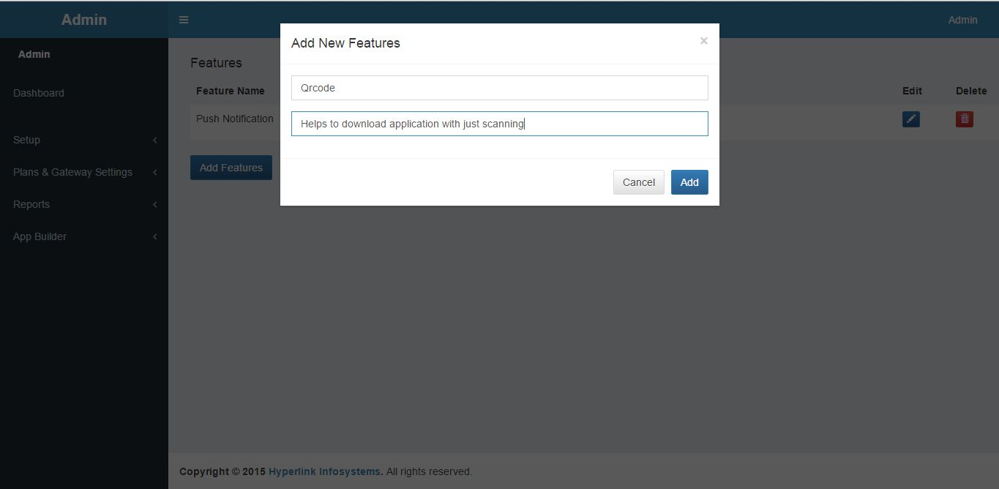 Admin
Admin
Add New Features
×
Admin
Features
Qrcode
Feature Name
Edit
Delete
Dashboard
Push Notification
Helps to download application with just scanning
Setup
Add Features
Plans & Gateway Settings
Cancel
Add
Reports
App Builder
Copyright © 2015 Hyperlink Infosystems. All rights reserved.